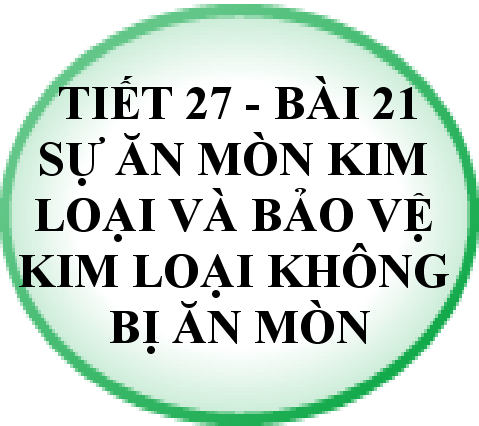 TIẾT 27 - BÀI 21
SỰ ĂN MÒN KIM
LOẠI VÀ BẢO VỆ
KIM LOẠI KHÔNG
BỊ ĂN MÒN